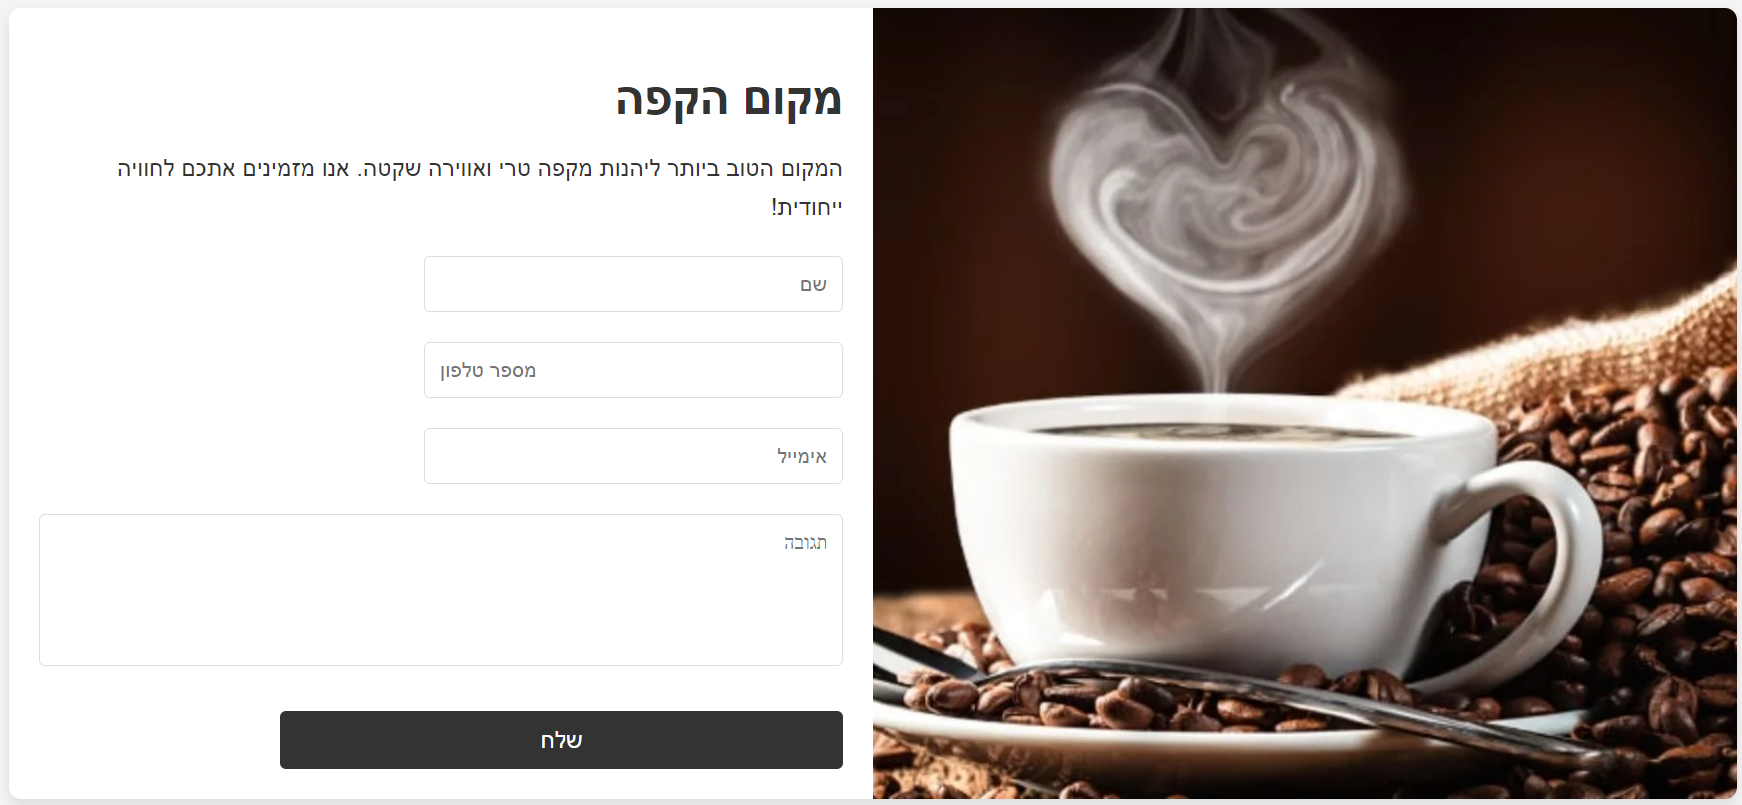 מקום הקפה
המקום הטוב ביותר ליהנות מקפה טרי ואווירה שקטה. אנו מזמינים אתכם לחוויה
ייחודית!
שם
מספר טלפון
אימייל
תגובה
שלח